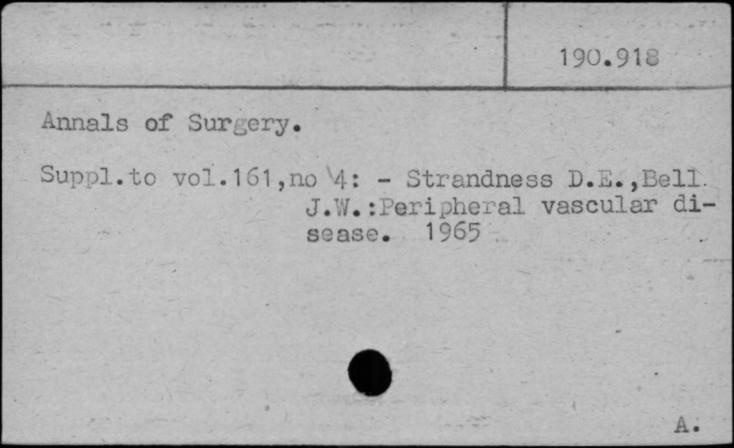 190.918
Annals of Surgery.
Suppl.to vol.161,no 4: - Strandness D.E.,Bell
J.W.:Peripheral vascular di-
sease. 1965
A.